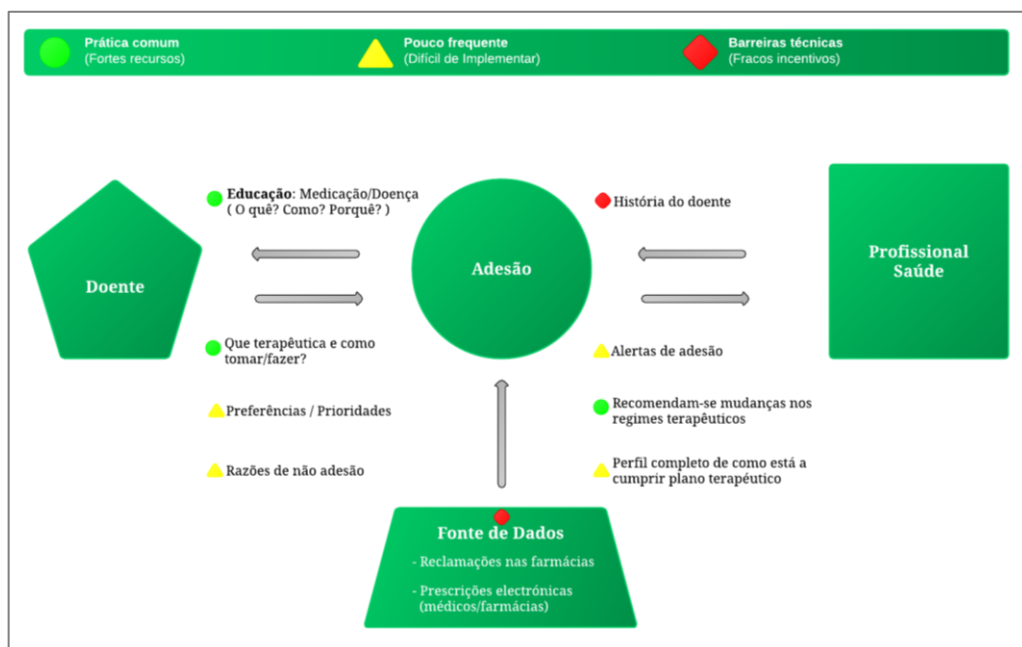 Prática comum
(Fortes recursos)
Pouco frequente
(Difícil de Implementar)
Barreiras técnicas
(Fracos incentivos)
Educação: Medicação/Doença
( O quê? Como? Porquê? )
História do doente
Doente
Adesão
Profissional
Saúde
Que terapêutica e como
tomar/fazer?
Preferências / Prioridades
Razões de não adesão
Alertas de adesão
Recomendam-se mudanças nos
regimes terapêuticos
Perfil completo de como está a
cumprir plano terapéutico
Fonte de Dados
- Reclamações nas farmácias
- Prescrições electrónicas
(médicos/farmácias)